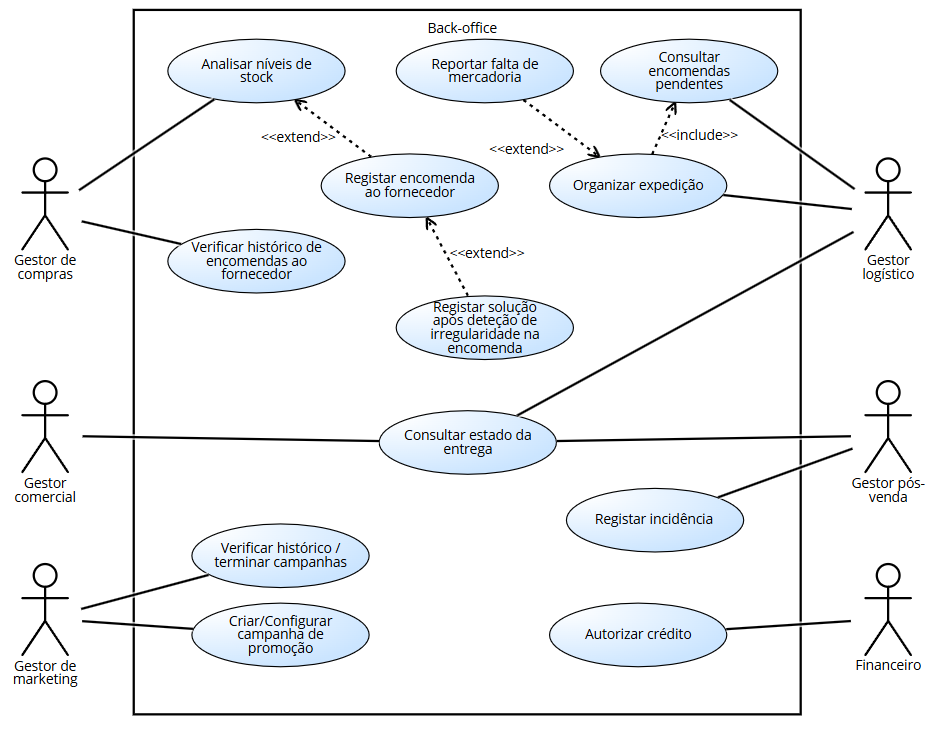 Back-office
Analisar níveis de
stock
Reportar falta de
mercadoria
Consultar
encomendas
pendentes
<<extend>>
<<extend>>
<<include>>
Registar encomenda
ao fornecedor
Organizar expedição
Gestor de
compras
Gestor
logístico
Verificar histórico de
encomendas ao
fornecedor
<<extend>>
Registar solução
após deteção de
irregularidade na
encomenda
Consultar estado da
entrega
Gestor
comercial
Gestor pós-
venda
Registar incidência
Verificar histórico /
terminar campanhas
Criar/Configurar
campanha de
promoção
Autorizar crédito
Gestor de
marketing
Financeiro